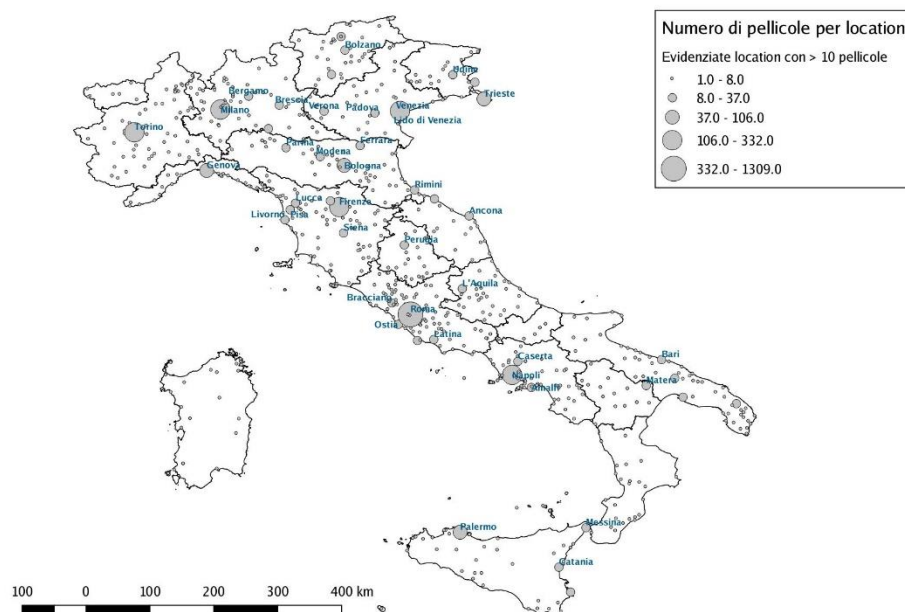 Numero di pellicole per location
Evidenziate location con > 10 pellicole
1.0 - 8.0
8.0 - 37.0
37.0 - 106.0
106.0 - 332.0
332.0 - 1309.0
Bolzano
Udine
Bergamo
Brescia
Verona
Padova
Venezia
Trieste
Milano
Lido di Venezia
Torino
Parma
Ferrara
Modena
Bologna
Genova
Rimini
Lucca
Firenze
Ancona
Livorno
Pisa
Siena
Perugia
L'Aquila
Bracciano
Roma
Ostia
Latina
Caserta
Bari
Napoli
Amalfi
Matera
Palermo
Messina
Catania
100 0 100 200 300 400 km